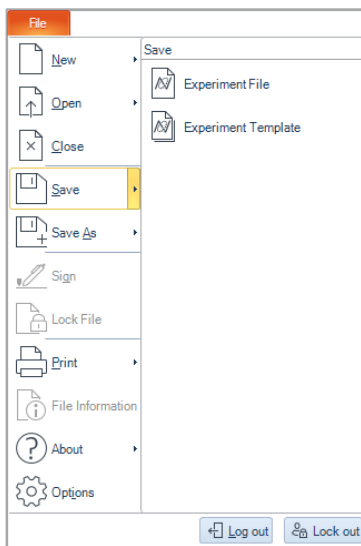 File
New
Open
Close
Save
Save As
Sign
Lock File
Print
File Information
About
Options
Save
Experiment File
Experiment Template
Log out
Lock out